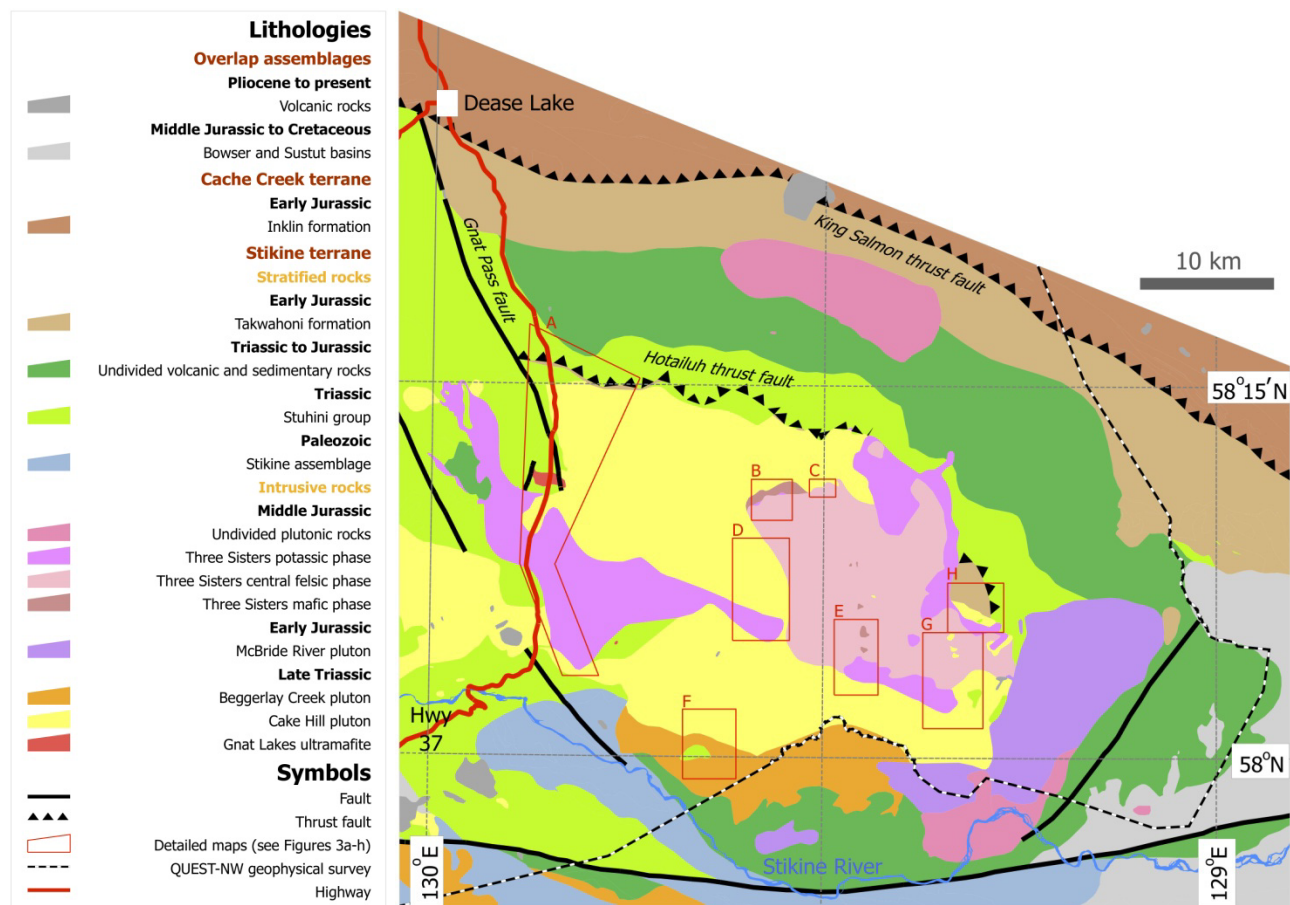 Lithologies
Overlap assemblages
Pliocene to present
Volcanic rocks
Middle Jurassic to Cretaceous
Bowser and Sustut basins
Cache Creek terrane
Early Jurassic
Inklin formation
Stikine terrane
Stratified rocks
Early Jurassic
Takwahoni formation
Triassic to Jurassic
Undivided volcanic and sedimentary rocks
Triassic
Stuhini group
Paleozoic
Stikine assemblage
Intrusive rocks
Middle Jurassic
Undivided plutonic rocks
Three Sisters potassic phase
Three Sisters central felsic phase
Three Sisters mafic phase
Early Jurassic
McBride River pluton
Late Triassic
Beggerlay Creek pluton
Cake Hill pluton
Gnat Lakes ultramafite
Symbols
Fault
Thrust fault
Detailed maps (see Figures 3a-h)
QUEST-NW geophysical survey
Highway
Dease Lake
King Salmon thrust fault
10 km
Gnat Pass fault
A
Hotailuh thrust fault
58°15'N
B
C
D
H
E
G
F
Hwy
37
58°N
Stikine River
130°E
129°E